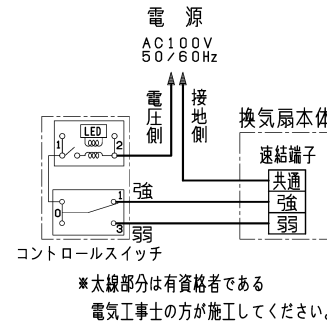 電 源
AC100V
50/60Hz
電圧側
接地側
換気扇本体
速結端子
共通
強
弱
LED
1
2
0
1
3
強
弱
コントロールスイッチ
※太線部分は有資格者である
電気工事士の方が施工してください。